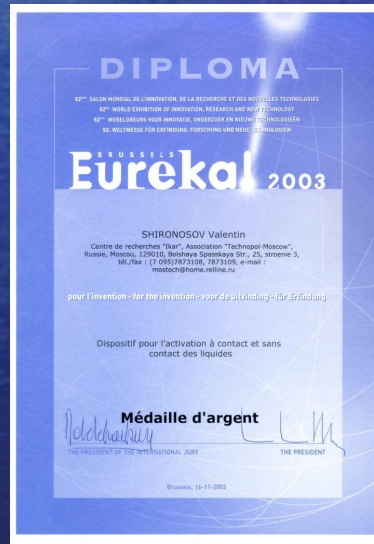 DIPLOMA
52ème SALON MONDIAL DE L'INNOVATION, DE LA RECHERCHE ET DES NOUVELLES TECHNOLOGIES
52th WORLD EXHIBITION OF INNOVATION, RESEARCH AND NEW TECHNOLOGY
52ste WERELDBEURS VOOR INNOVATIE, ONDERZOEK EN NIEUWE TECHNOLOGIEËN
52. WELTMESSE FÜR ERFINDUNG, FORSCHUNG UND NEUE TECHNOLOGIEN
BRUSSELS
Eureka! 2003
SHIRONOSOV Valentin
Centre de recherches "Ikar", Association "Technopol-Moscow",
Russie, Moscou, 129010, Bolshaya Spasskaya Str., 25, stroenie 3,
tél./fax : (7 095)7873108, 7873109, e-mail :
mostech@home.relline.ru
pour l'invention - for the invention - voor de uitvinding - für Erfindung
Dispositif pour l'activation à contact et sans
contact des liquides
Médaille d'argent
THE PRESIDENT OF THE INTERNATIONAL JURY
THE PRESIDENT
Brussels, 16-11-2003